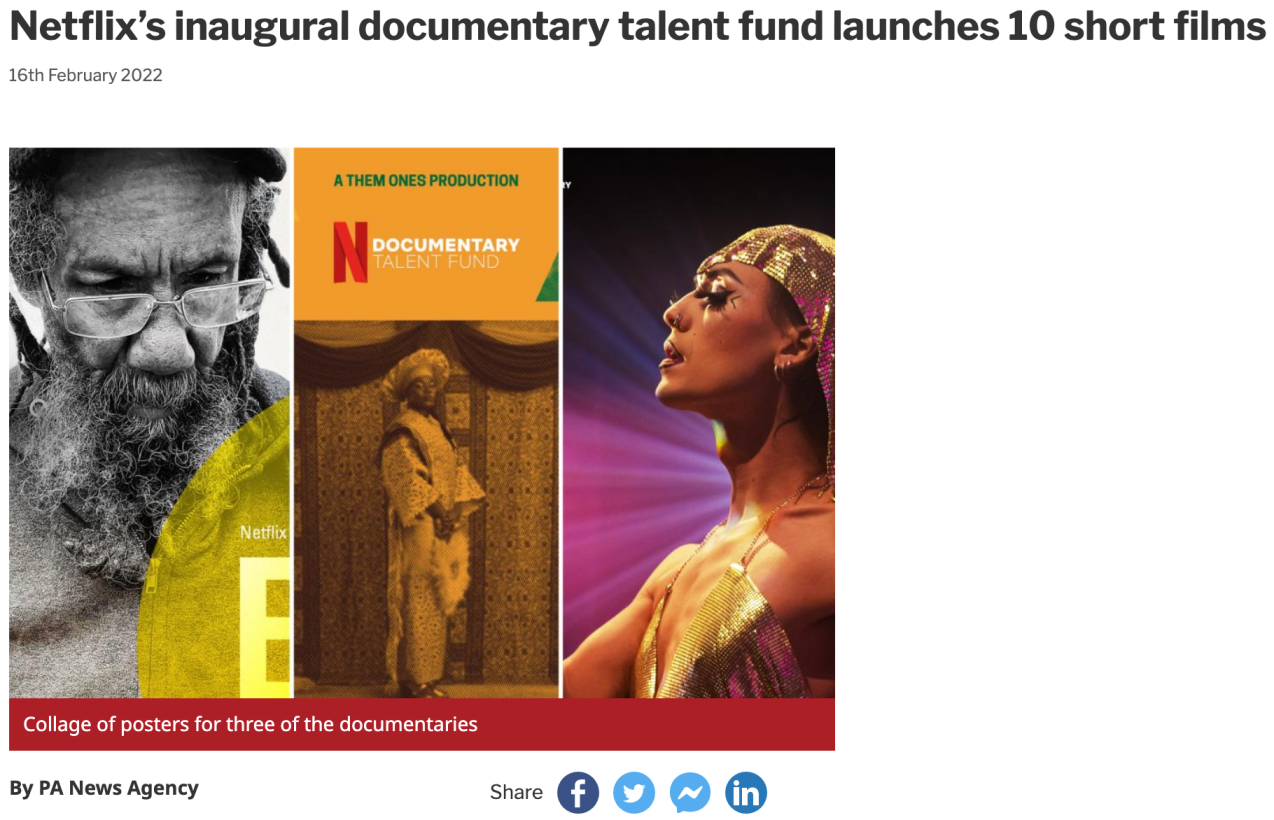 Netflix’s inaugural documentary talent fund launches 10 short films
16th February 2022
A THEM ONES PRODUCTION
RY
N DOCUMENTARY
TALENT FUND
Netflix
E
Collage of posters for three of the documentaries
By PA News Agency
Share